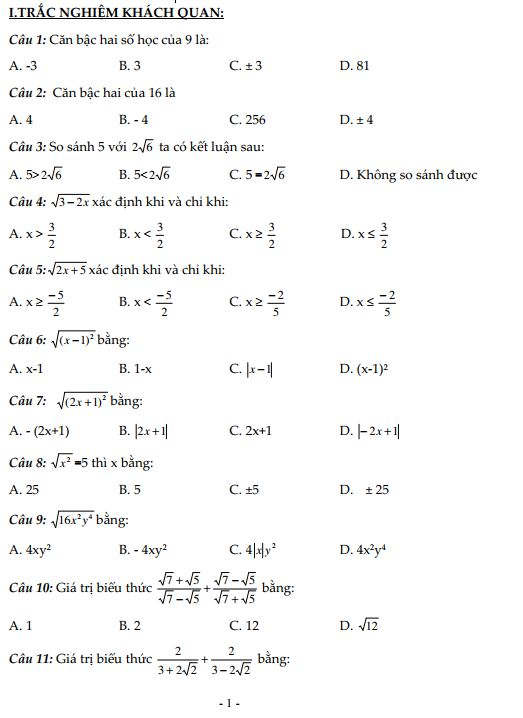 I.TRẮC NGHIỆM KHÁCH QUAN:
Câu 1: Căn bậc hai số học của 9 là:
A. -3 B. 3 C. ± 3 D. 81
Câu 2: Căn bậc hai của 16 là
A. 4 B. - 4 C. 256 D. ± 4
Câu 3: So sánh 5 với 2√6 ta có kết luận sau:
A. 5> 2√6 B. 5< 2√6 C. 5 = 2√6 D. Không so sánh được
Câu 4: √(3−2x) xác định khi và chỉ khi:
A. x > 3/2 B. x < 3/2 C. x ≥ 3/2 D. x ≤ 3/2
Câu 5: √(2x+5) xác định khi và chỉ khi:
A. x ≥ −5/2 B. x < −5/2 C. x ≥ −2/5 D. x ≤ −2/5
Câu 6: √((x−1)²) bằng:
A. x-1 B. 1-x C. |x−1| D. (x-1)²
Câu 7: √((2x+1)²) bằng:
A. - (2x+1) B. |2x+1| C. 2x+1 D. |−2x+1|
Câu 8: √(x²) =5 thì x bằng:
A. 25 B. 5 C. ±5 D. ± 25
Câu 9: √(16x²y⁴) bằng:
A. 4xy² B. - 4xy² C. 4|x|y² D. 4x²y⁴
Câu 10: Giá trị biểu thức (√7+√5)/(√7−√5) + (√7−√5)/(√7+√5) bằng:
A. 1 B. 2 C. 12 D. √12
Câu 11: Giá trị biểu thức 2/(3+2√2) + 2/(3−2√2) bằng:
- 1 -